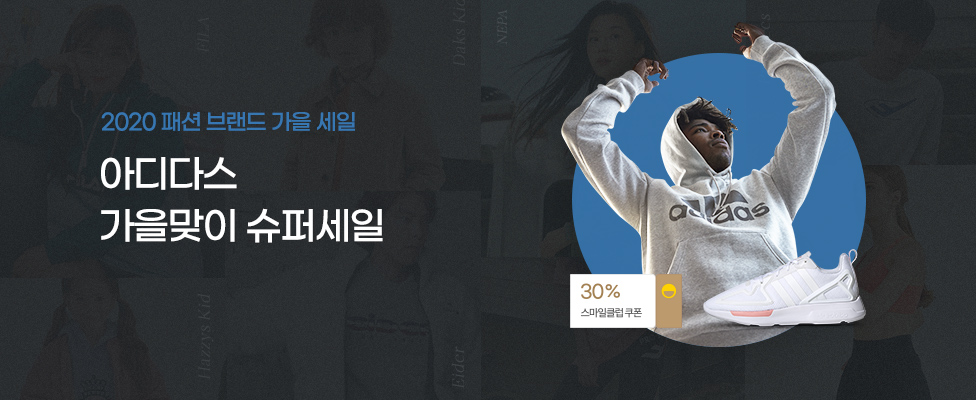 2020 패션 브랜드 가을 세일
아디다스
가을맞이 슈퍼세일
adidas
30%
스마일클럽 쿠폰
FILA
Daks Kid
NEPA
Hazzys Kid
Eider